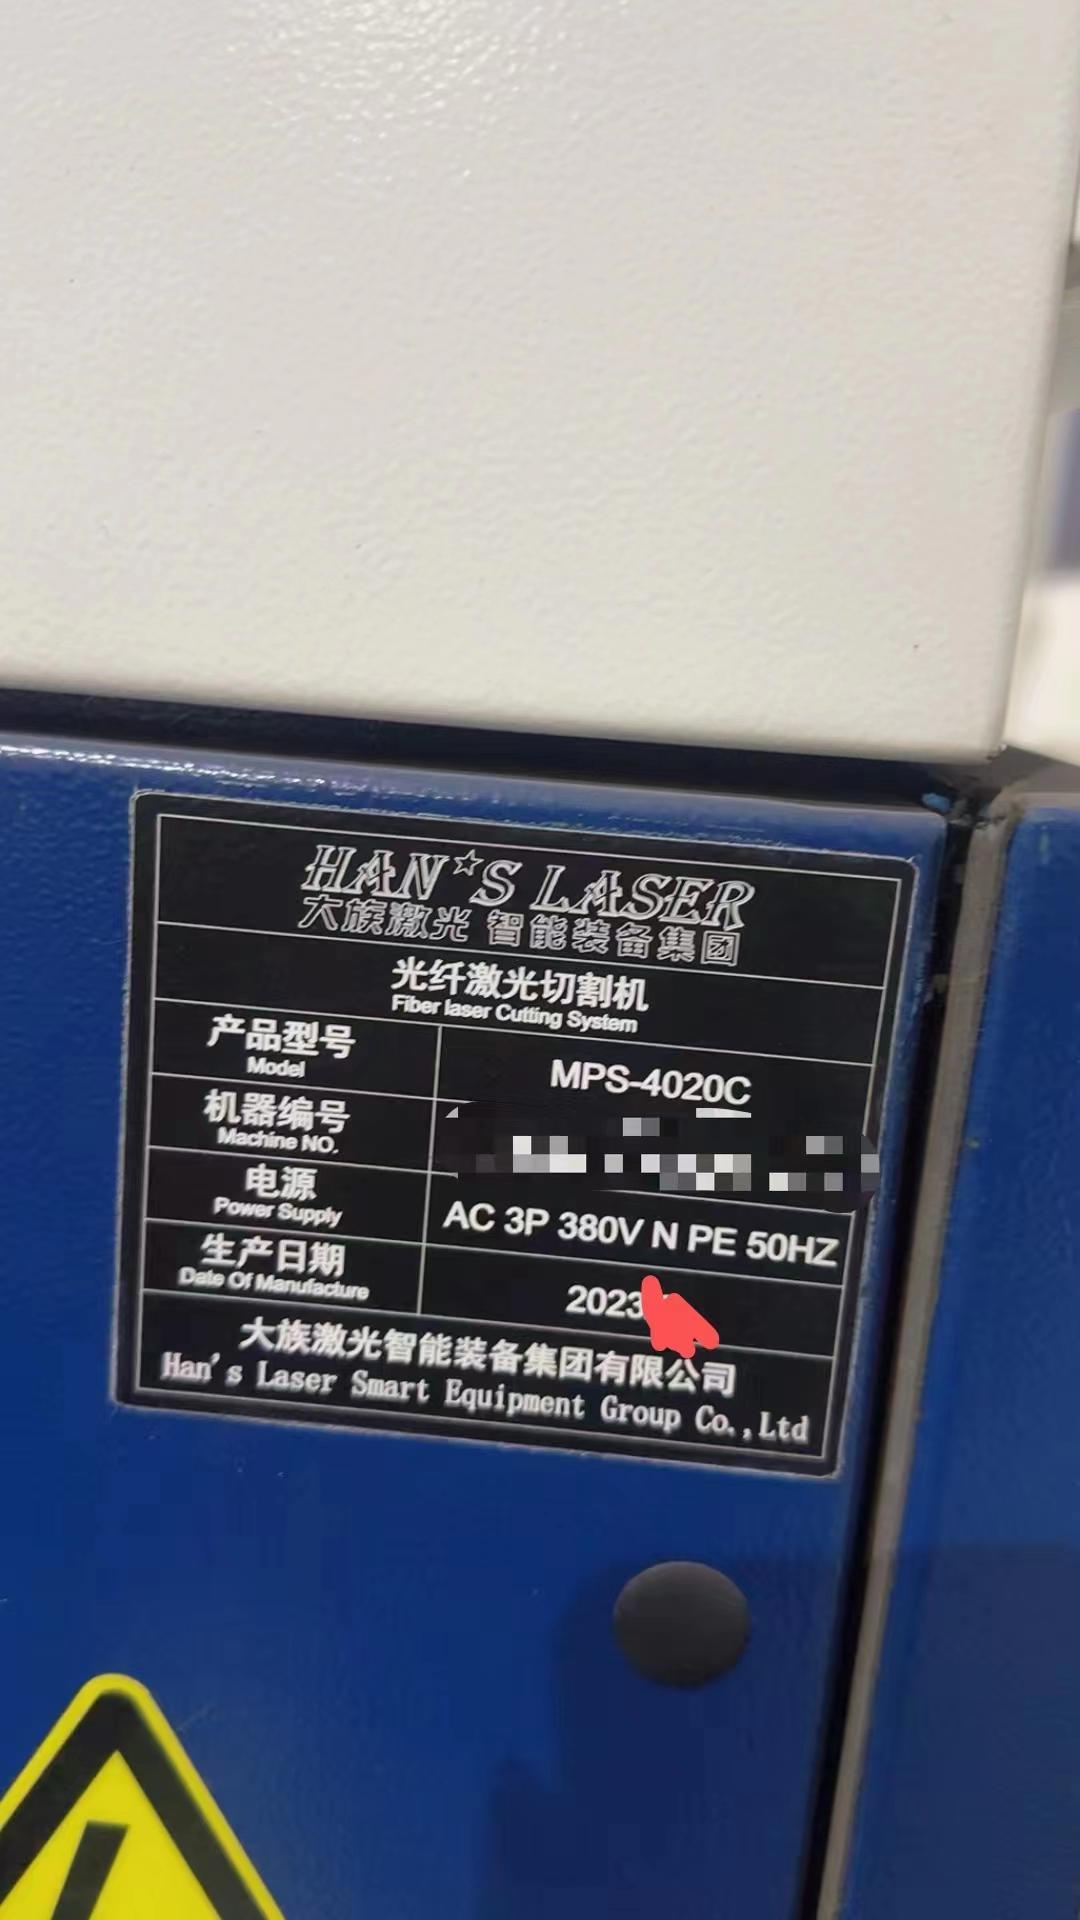 HAN★S LASER
大族激光 智能装备集团
光纤激光切割机
Fiber laser Cutting System
产品型号
Model
MPS-4020C
机器编号
Machine NO.
电源
Power Supply
AC 3P 380V N PE 50HZ
生产日期
Date Of Manufacture
2023
大族激光智能装备集团有限公司
Han's Laser Smart Equipment Group Co.,Ltd